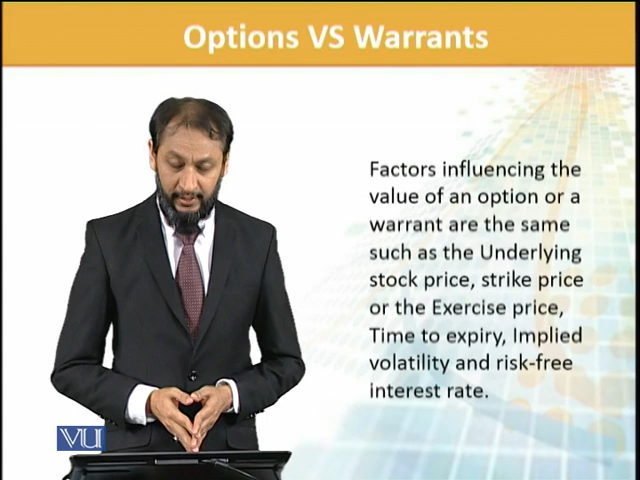 Options VS Warrants
Factors influencing the
value of an option or a
warrant are the same
such as the Underlying
stock price, strike price
or the Exercise price,
Time to expiry, Implied
volatility and risk-free
interest rate.
VU